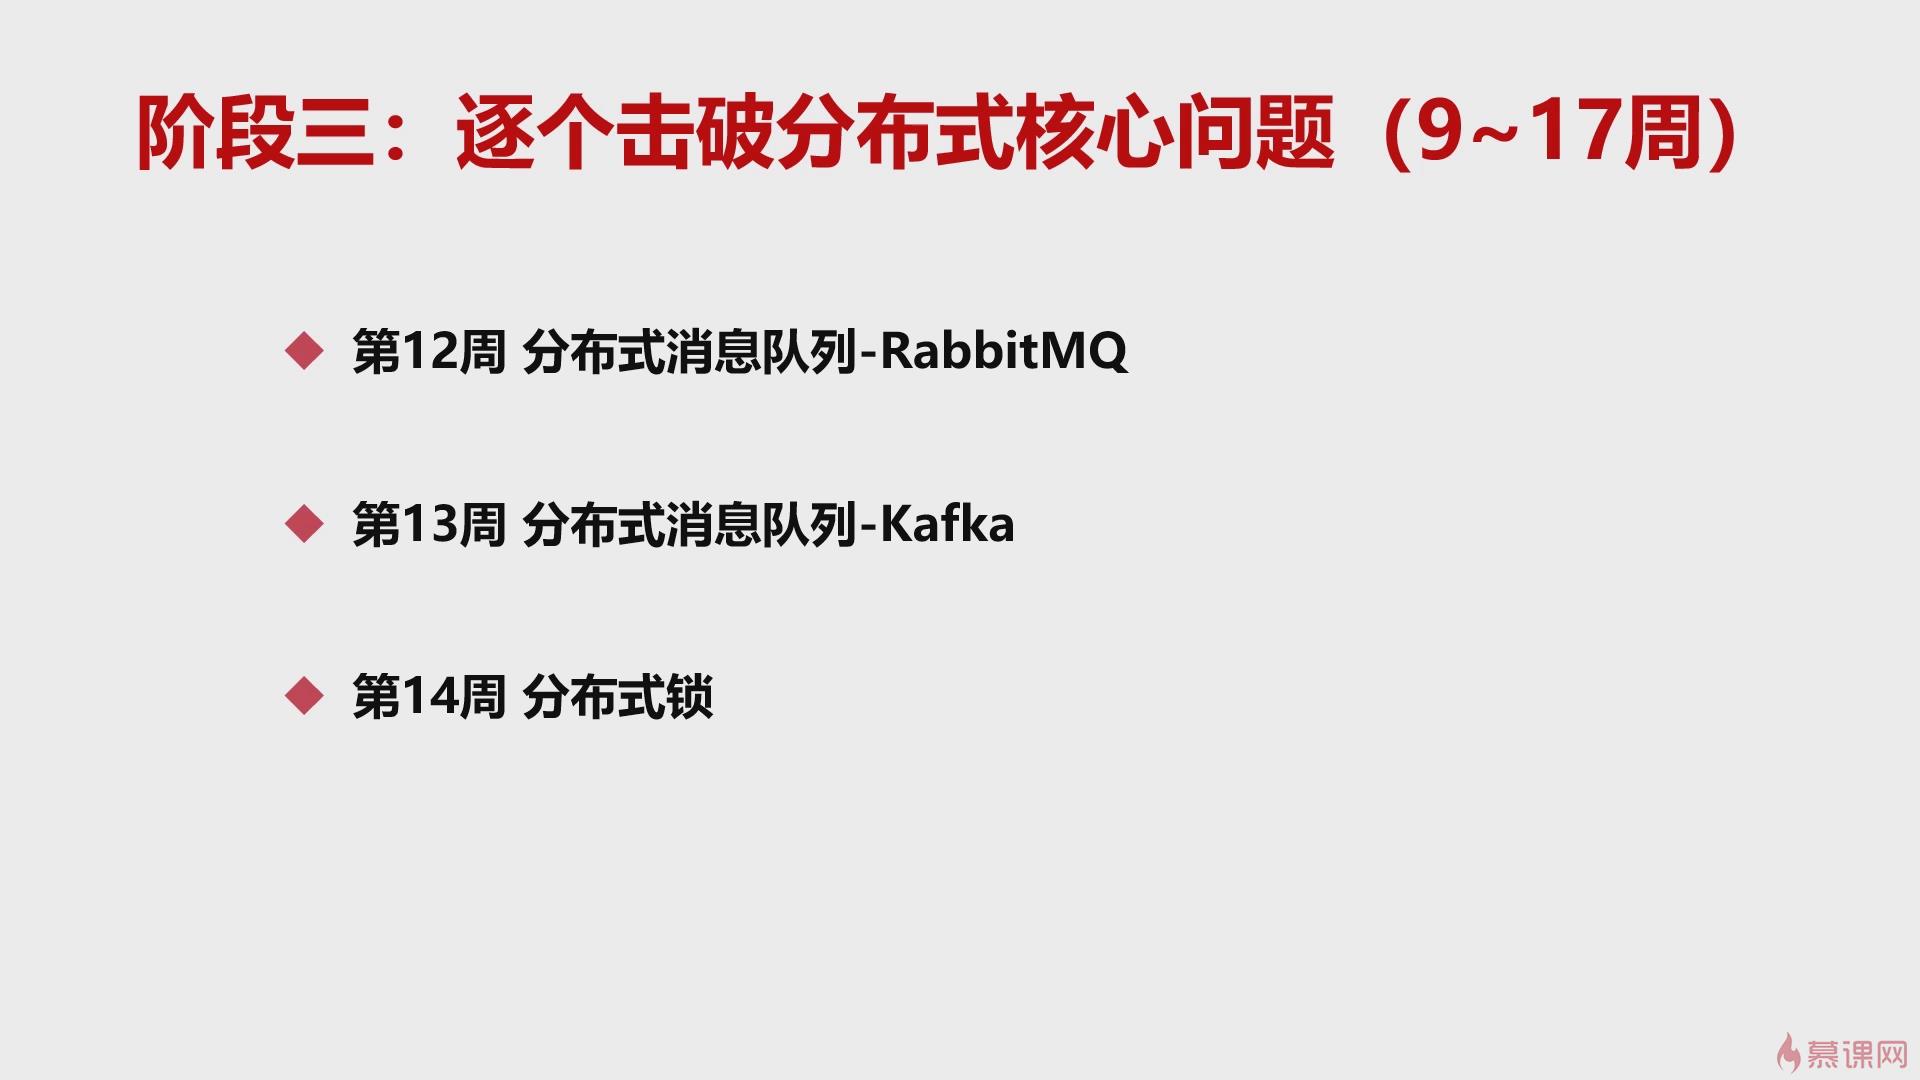 阶段三：逐个击破分布式核心问题（9~17周）
第12周 分布式消息队列-RabbitMQ
第13周 分布式消息队列-Kafka
第14周 分布式锁
慕课网